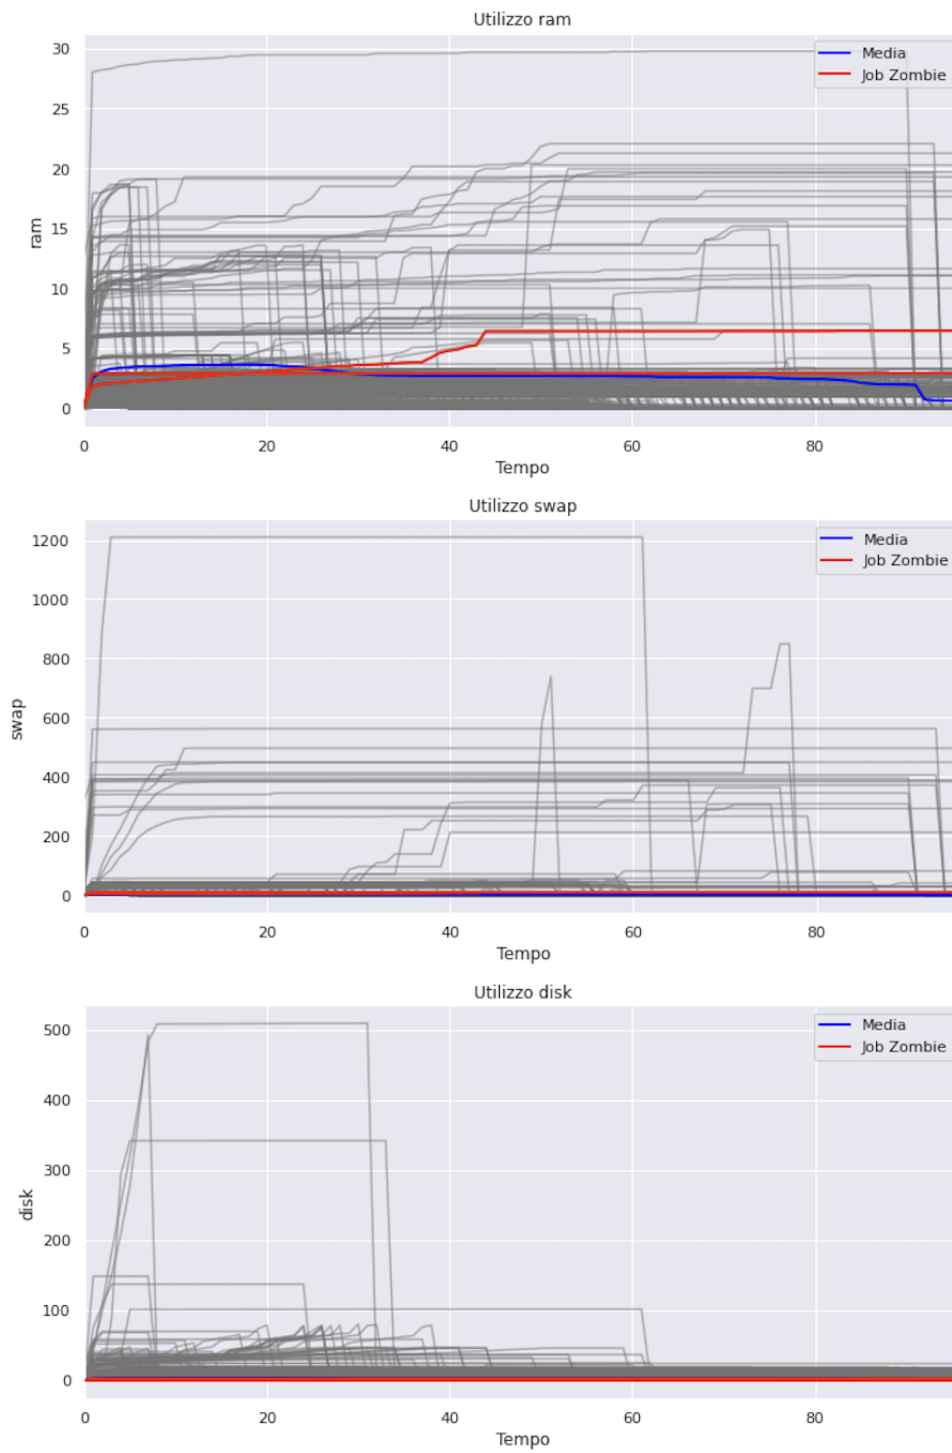 Utilizzo ram
30
25
20
15
10
5
0
ram
Media
Job Zombie
0 20 40 60 80
Tempo
Utilizzo swap
1200
1000
800
600
400
200
0
swap
Media
Job Zombie
0 20 40 60 80
Tempo
Utilizzo disk
500
400
300
200
100
0
disk
Media
Job Zombie
0 20 40 60 80
Tempo